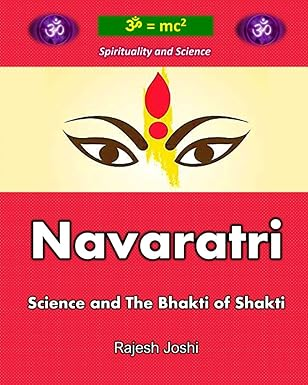 ॐ ॐ = mc² ॐ
Spirituality and Science
Navaratri
Science and The Bhakti of Shakti
Rajesh Joshi